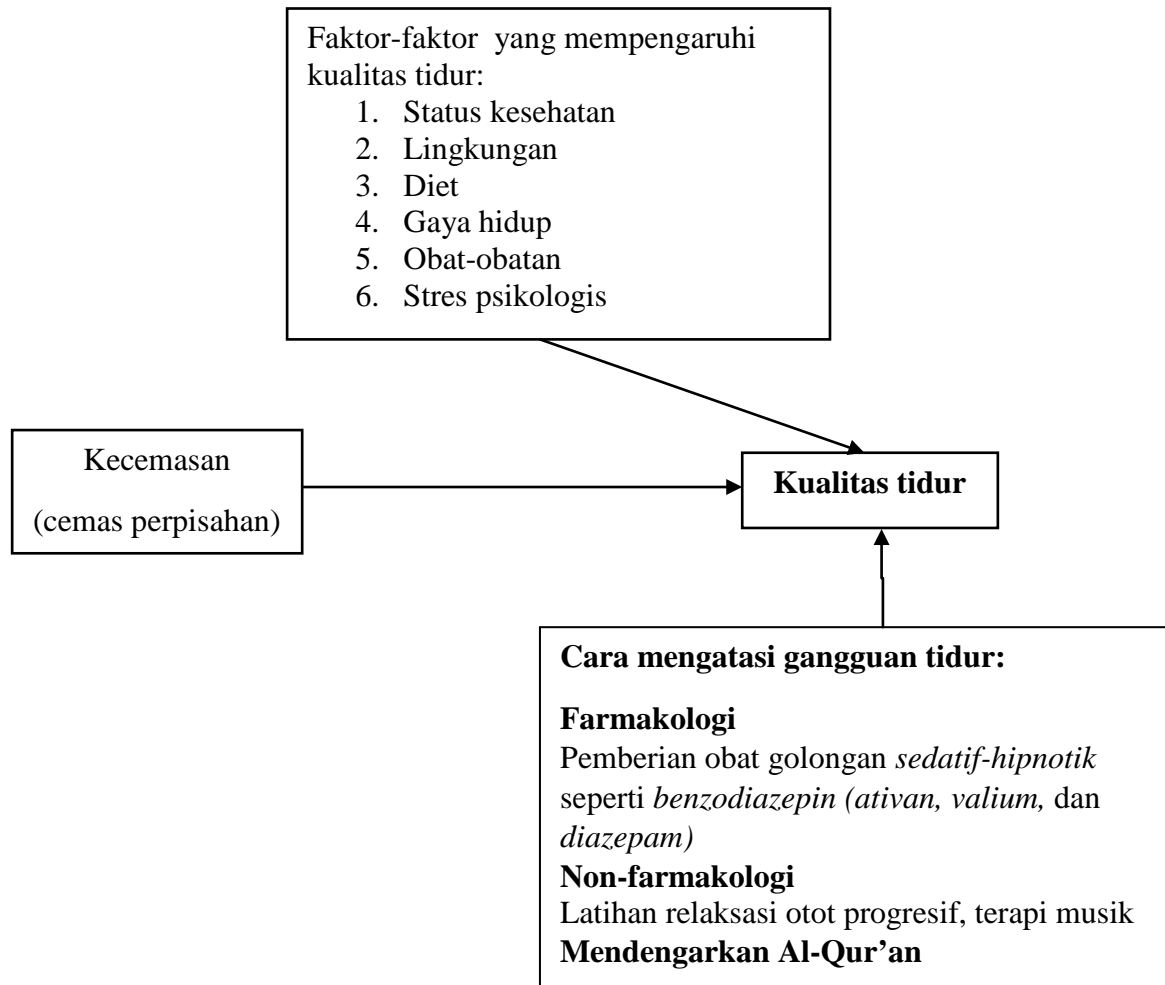 Faktor-faktor yang mempengaruhi
kualitas tidur:
1. Status kesehatan
2. Lingkungan
3. Diet
4. Gaya hidup
5. Obat-obatan
6. Stres psikologis
Kecemasan
(cemas perpisahan)
Kualitas tidur
Cara mengatasi gangguan tidur:
Farmakologi
Pemberian obat golongan sedatif-hipnotik
seperti benzodiazepin (ativan, valium, dan
diazepam)
Non-farmakologi
Latihan relaksasi otot progresif, terapi musik
Mendengarkan Al-Qur’an